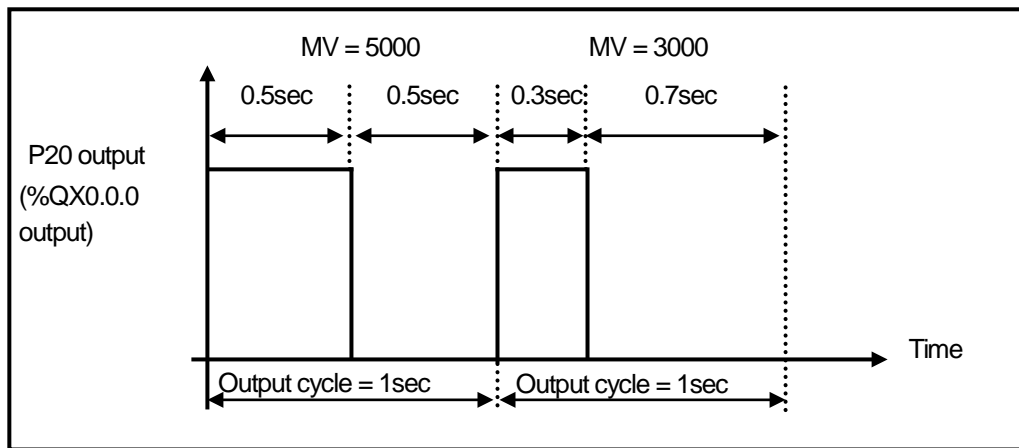 MV = 5000
MV = 3000
0.5sec
0.5sec
0.3sec
0.7sec
P20 output
(%QX0.0.0
output)
Time
Output cycle = 1sec
Output cycle = 1sec